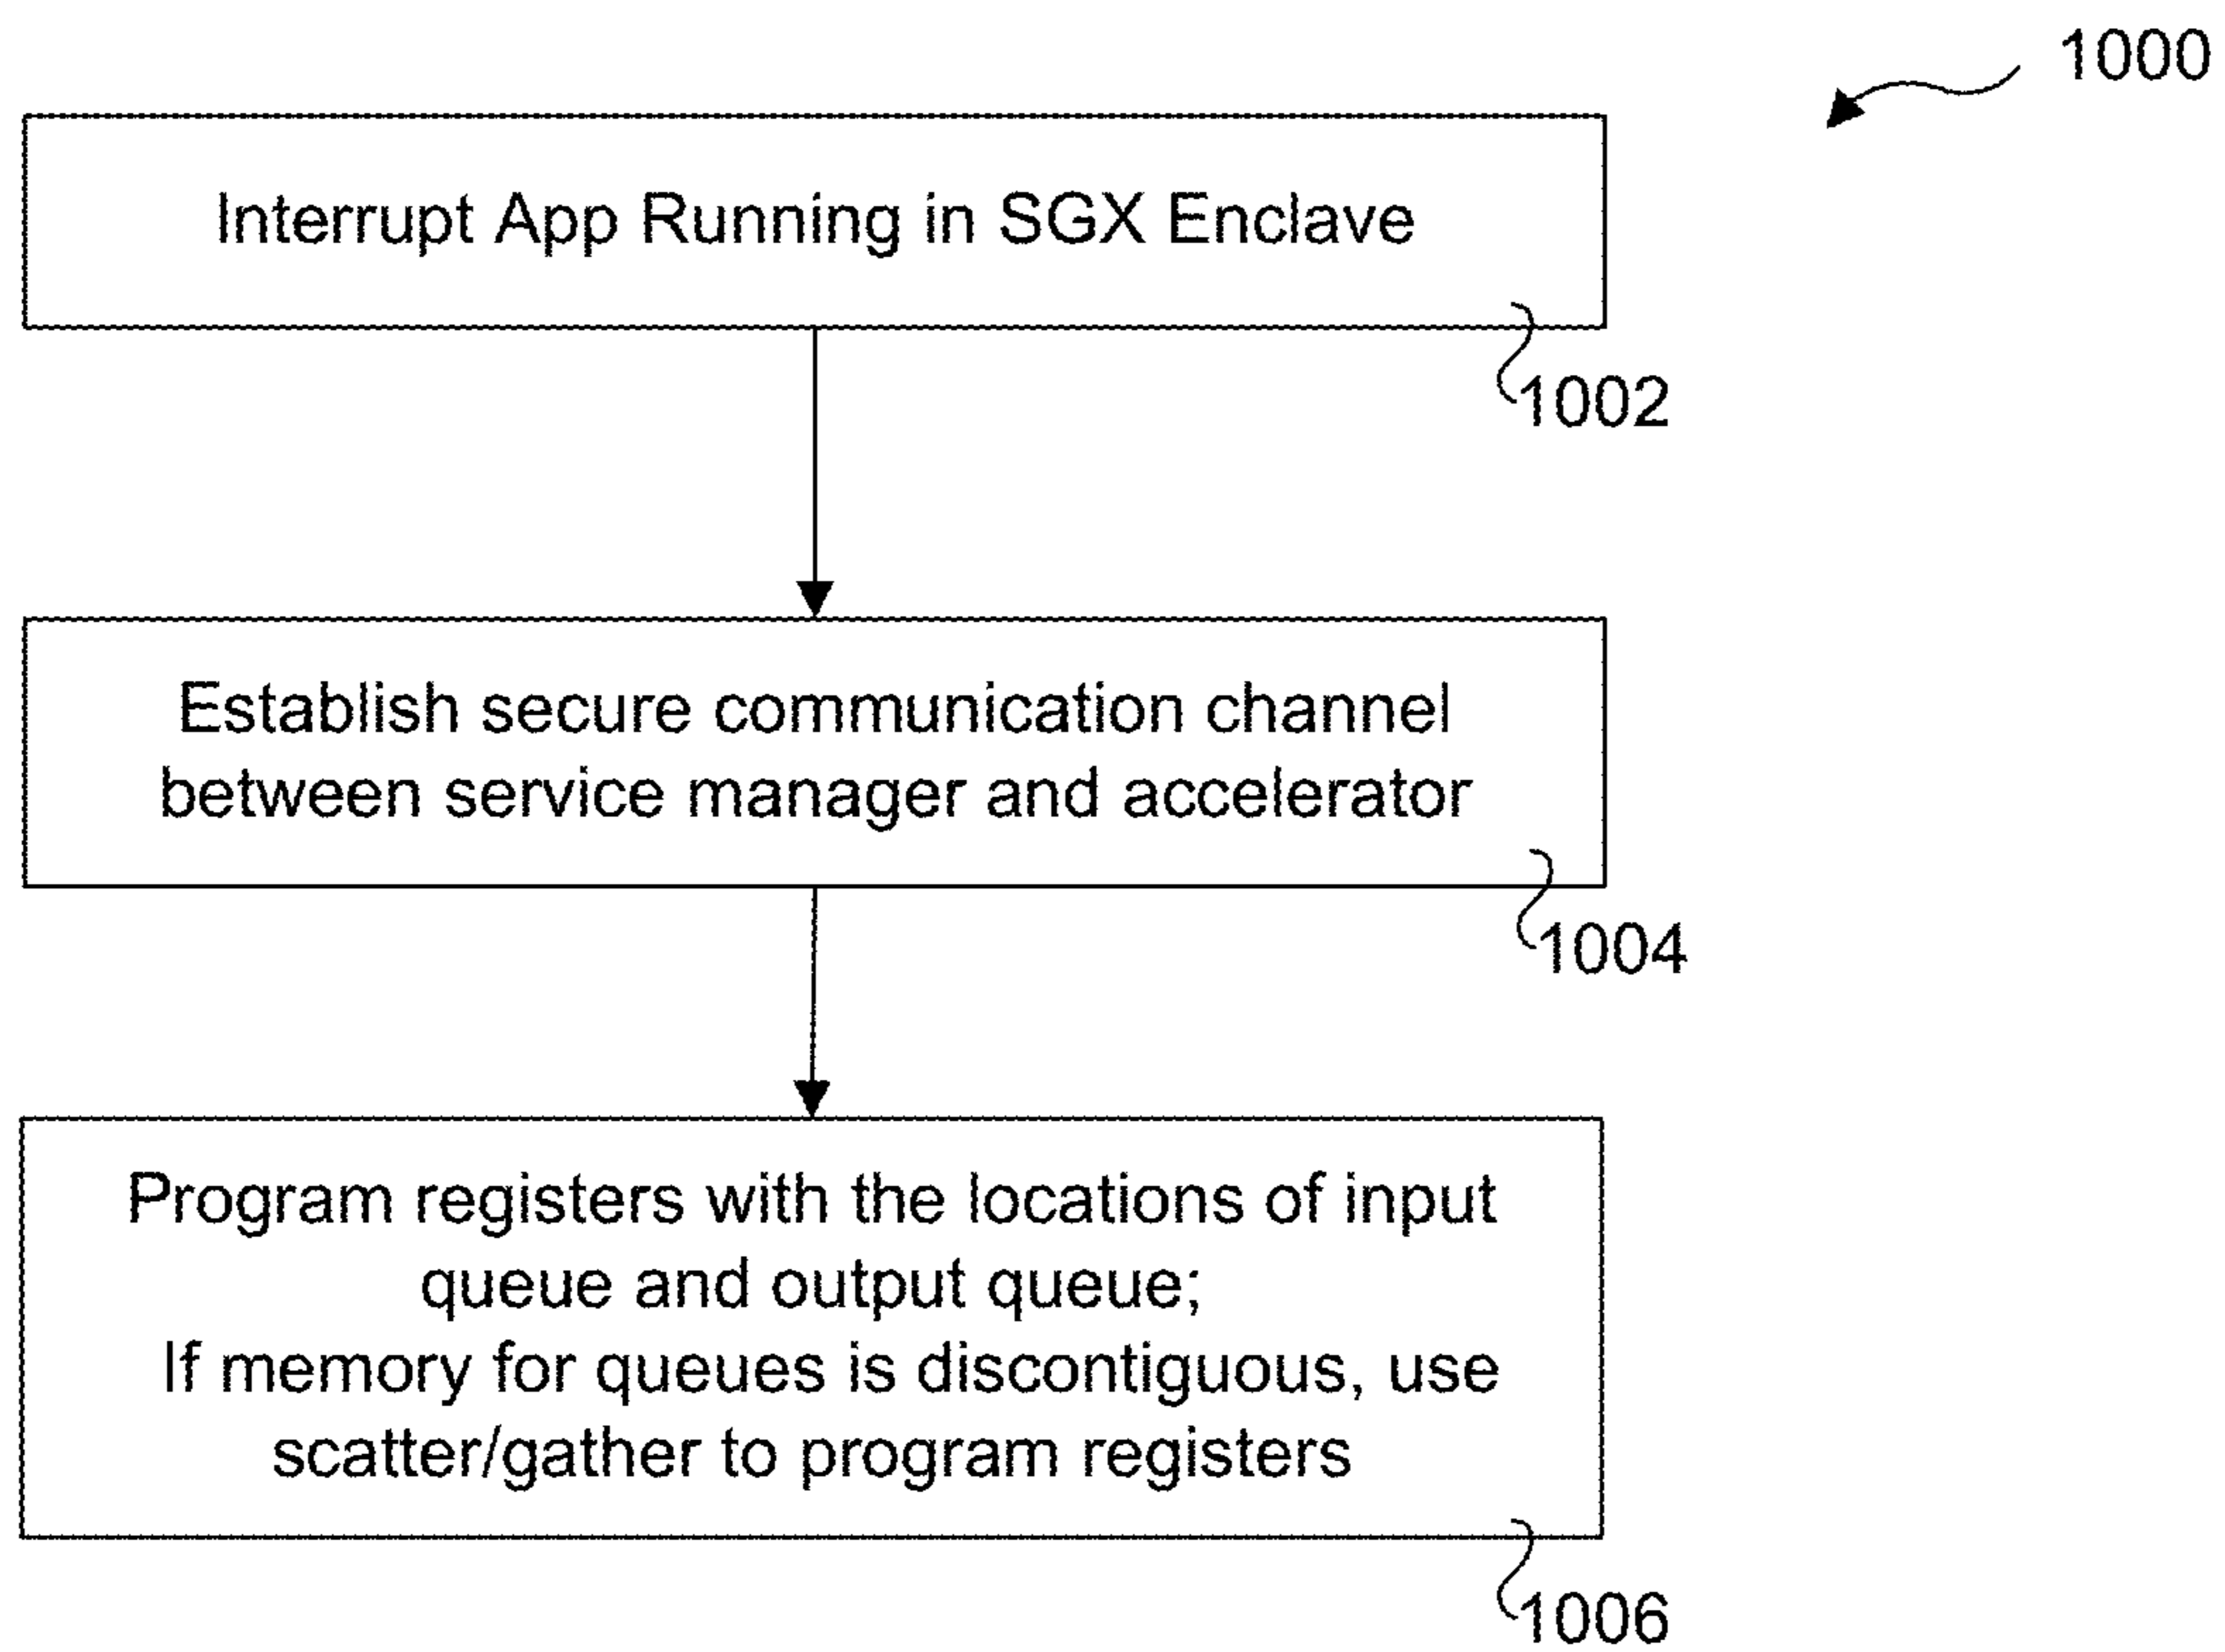 1000
Interrupt App Running in SGX Enclave
1002
Establish secure communication channel
between service manager and accelerator
1004
Program registers with the locations of input
queue and output queue;
If memory for queues is discontiguous, use
scatter/gather to program registers
1006